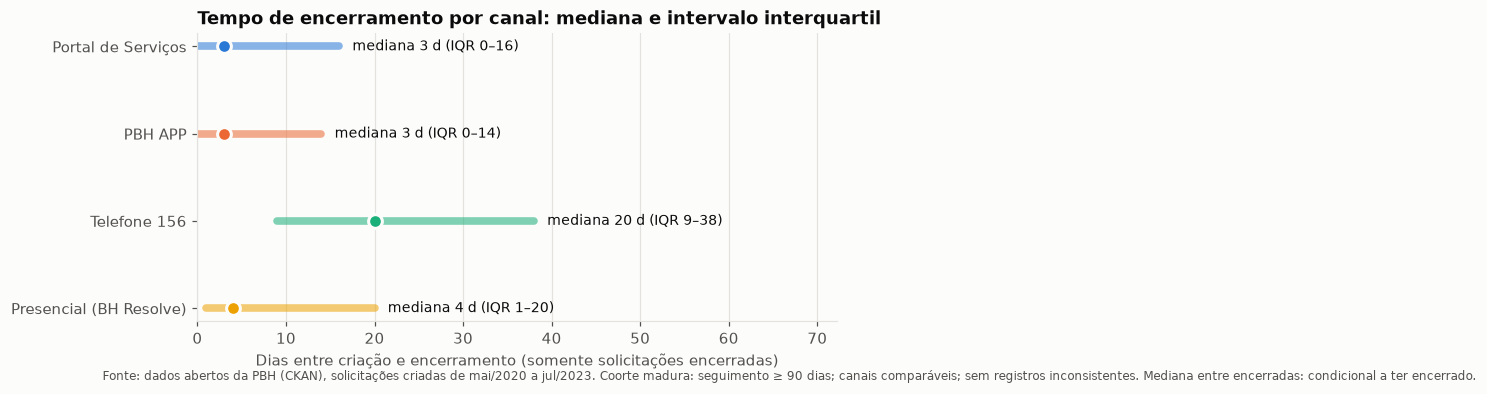 Tempo de encerramento por canal: mediana e intervalo interquartil
Portal de Serviços
mediana 3 d (IQR 0–16)
PBH APP
mediana 3 d (IQR 0–14)
Telefone 156
mediana 20 d (IQR 9–38)
Presencial (BH Resolve)
mediana 4 d (IQR 1–20)
0 10 20 30 40 50 60 70
Dias entre criação e encerramento (somente solicitações encerradas)
Fonte: dados abertos da PBH (CKAN), solicitações criadas de mai/2020 a jul/2023. Coorte madura: seguimento ≥ 90 dias; canais comparáveis; sem registros inconsistentes. Mediana entre encerradas: condicional a ter encerrado.